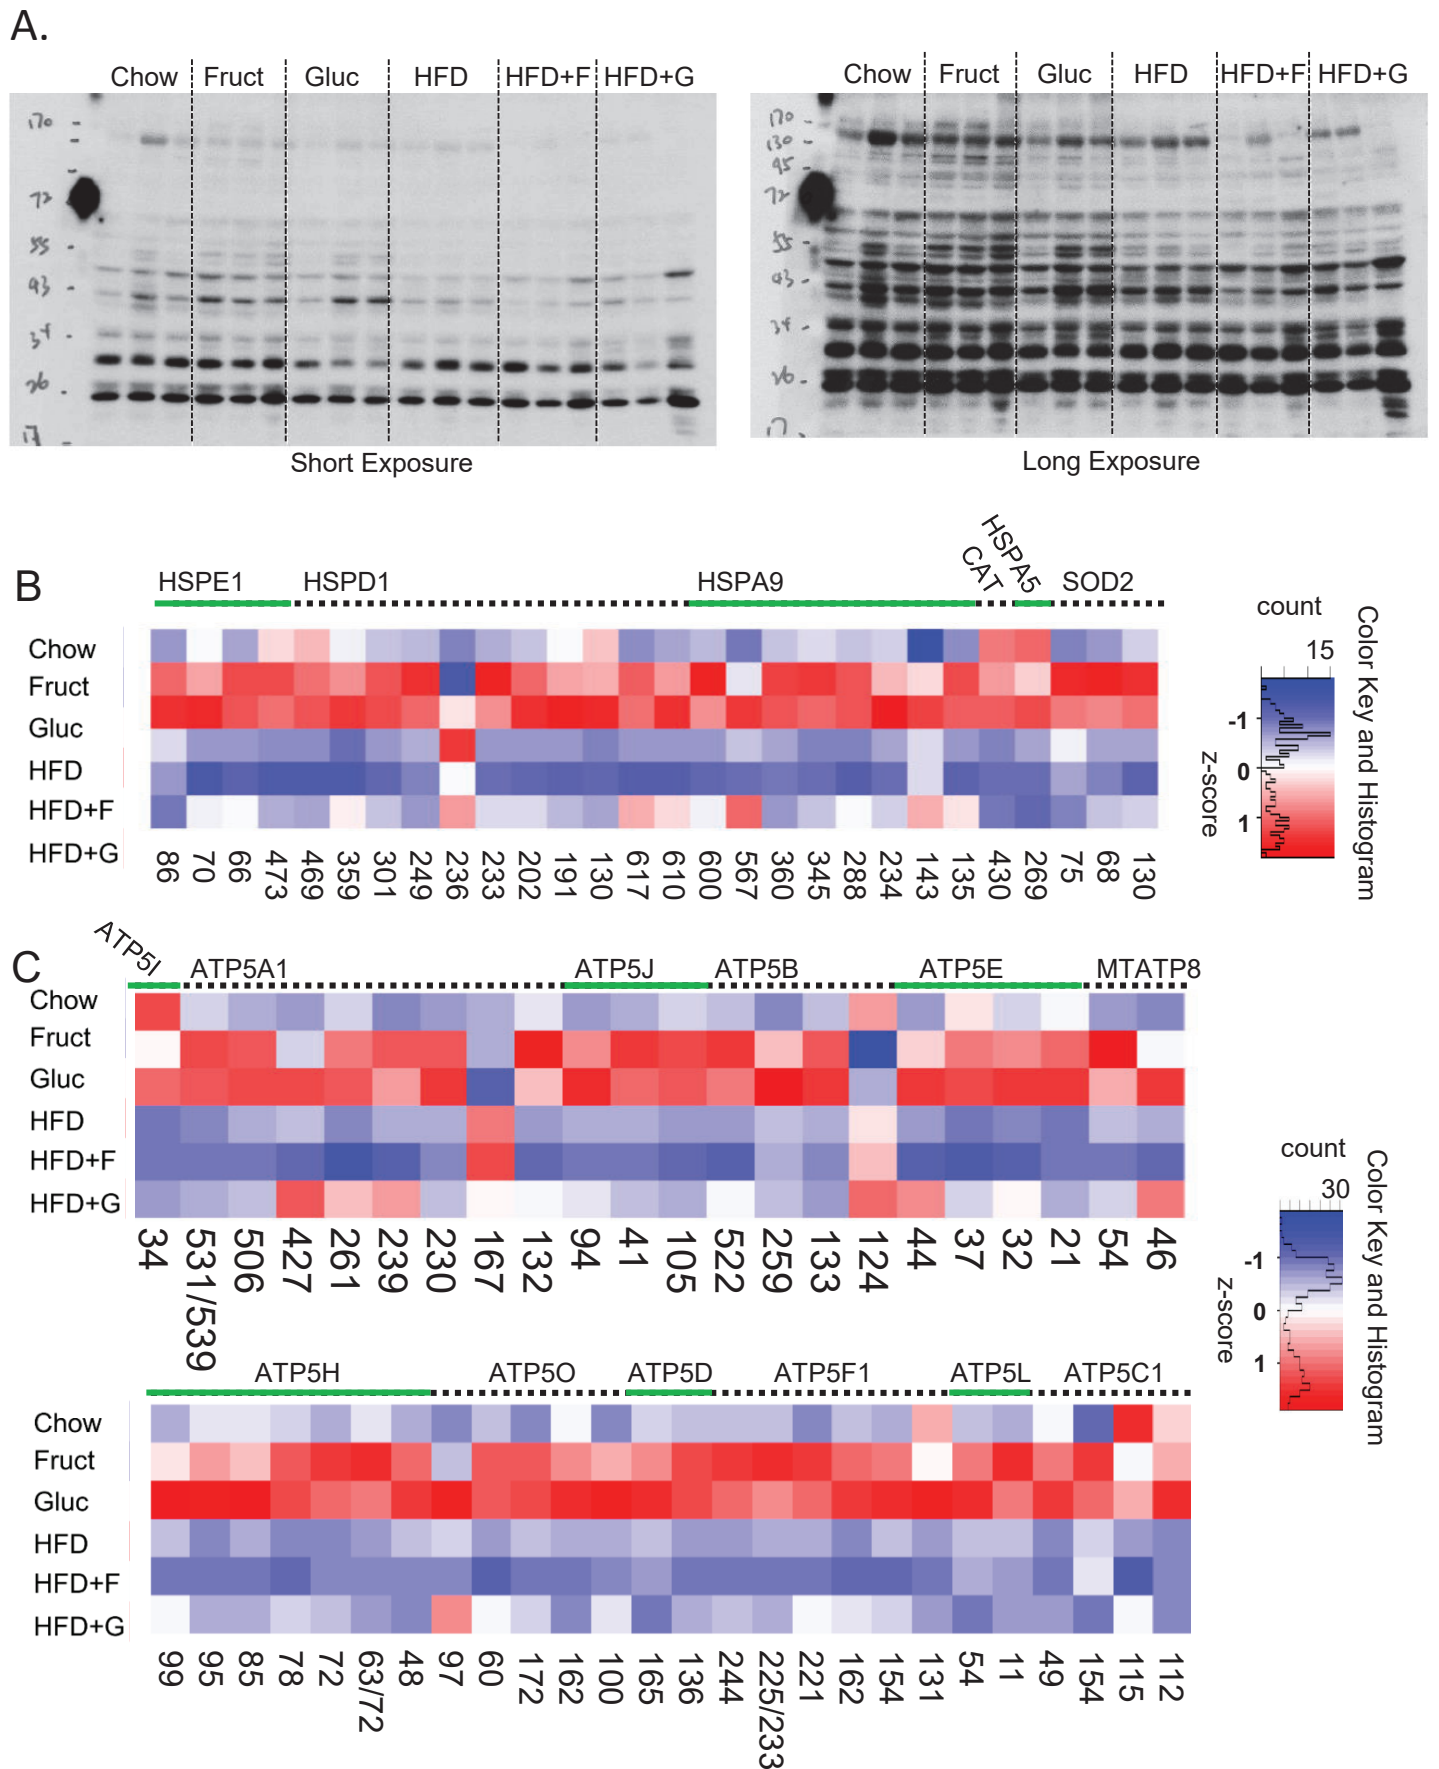 A.
Chow Fruct Gluc HFD HFD+F HFD+G
170
72
55
43
34
26
17
Short Exposure
Chow Fruct Gluc HFD HFD+F HFD+G
170
130
95
72
55
43
34
26
17
Long Exposure
B
HSPE1 HSPD1 HSPA9 CAT HSPA5 SOD2
Chow
Fruct
Gluc
HFD
HFD+F
HFD+G
86 70 66 473 469 359 301 249 236 233 202 191 130 617 610 600 567 360 345 288 234 143 135 430 269 75 68 130
count
15
-1
0
1
z-score
Color Key and Histogram
C
ATP5I ATP5A1 ATP5J ATP5B ATP5E MTATP8
Chow
Fruct
Gluc
HFD
HFD+F
HFD+G
34 531/539 506 427 261 239 230 167 132 94 41 105 522 259 133 124 44 37 32 21 54 46
count
30
-1
0
1
z-score
Color Key and Histogram
ATP5H ATP5O ATP5D ATP5F1 ATP5L ATP5C1
Chow
Fruct
Gluc
HFD
HFD+F
HFD+G
99 95 85 78 72 63/72 48 97 60 172 162 100 165 136 244 225/233 221 162 154 131 54 11 49 154 115 112